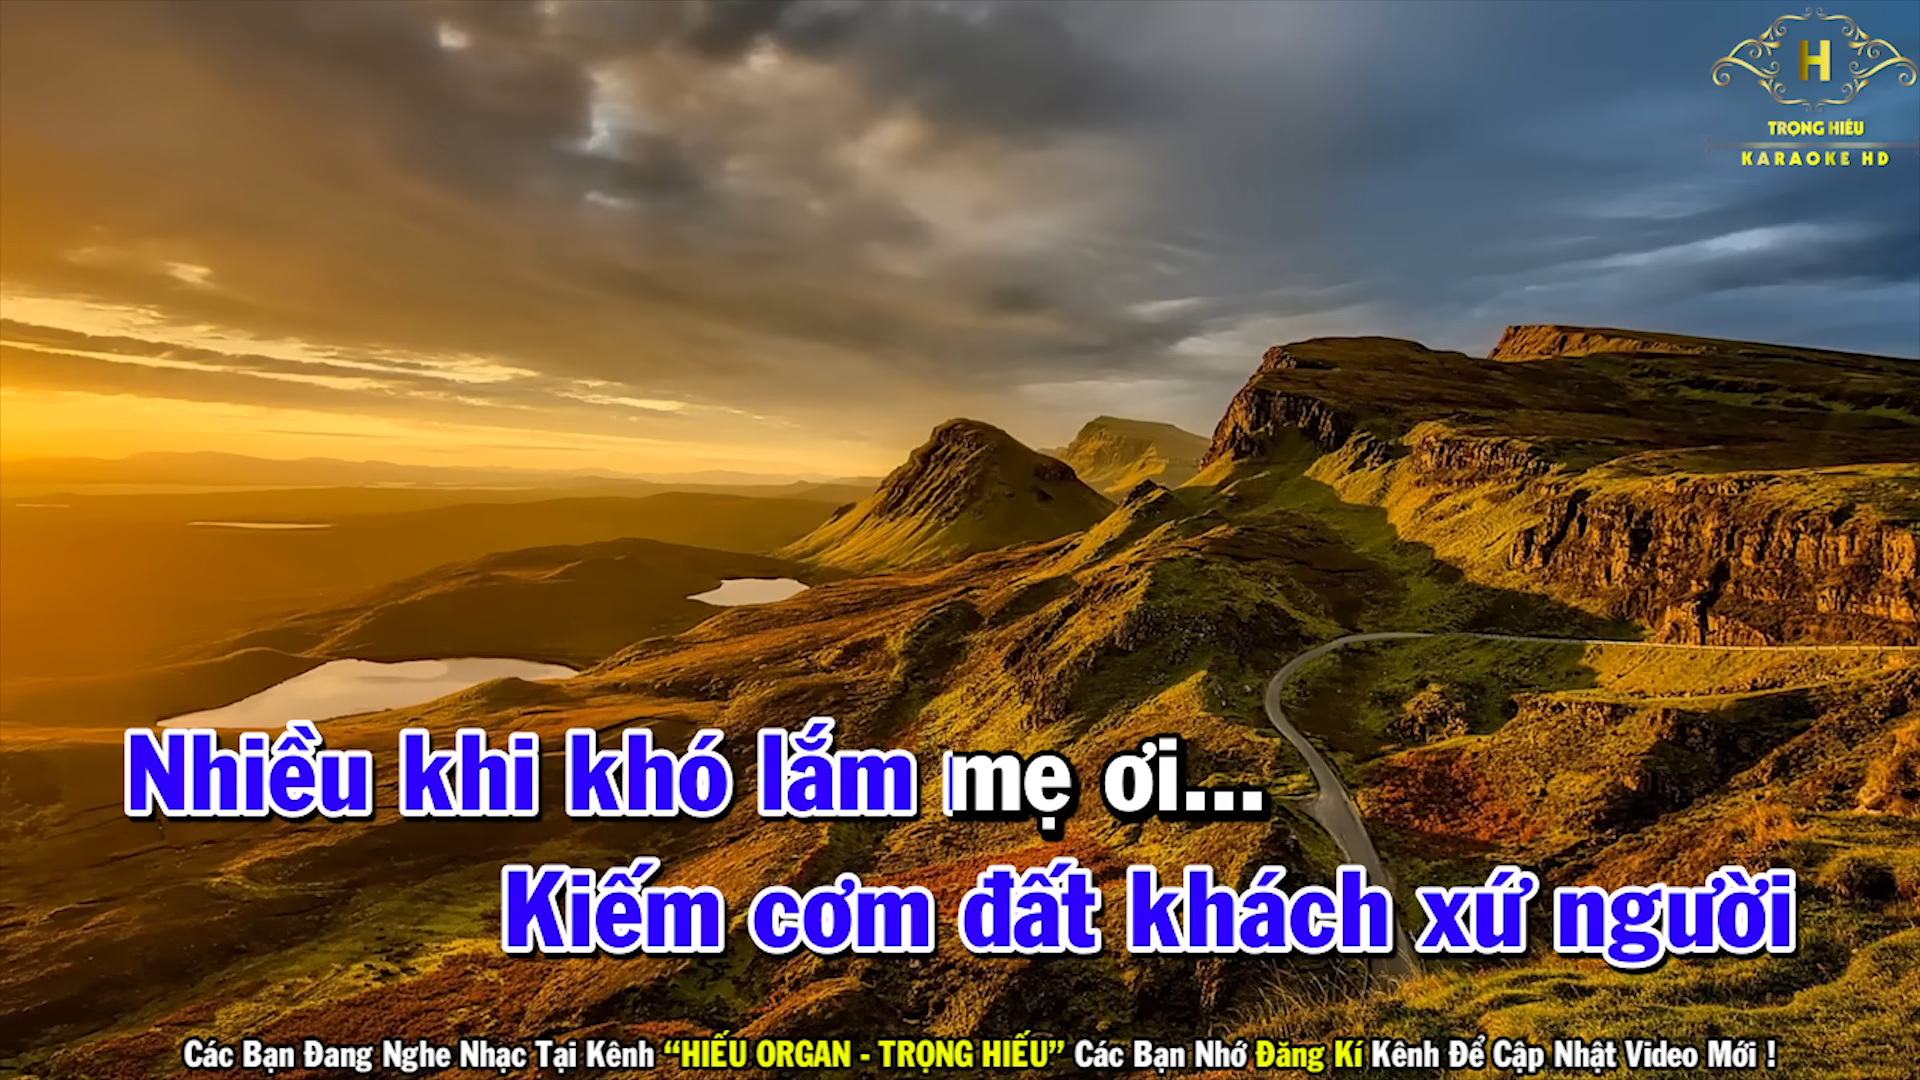 H
TRỌNG HIẾU
KARAOKE HD
Nhiều khi khó lắm mẹ ơi...
Kiếm cơm đất khách xứ người
Các Bạn Đang Nghe Nhạc Tại Kênh “HIẾU ORGAN - TRỌNG HIẾU” Các Bạn Nhớ Đăng Kí Kênh Để Cập Nhật Video Mới !